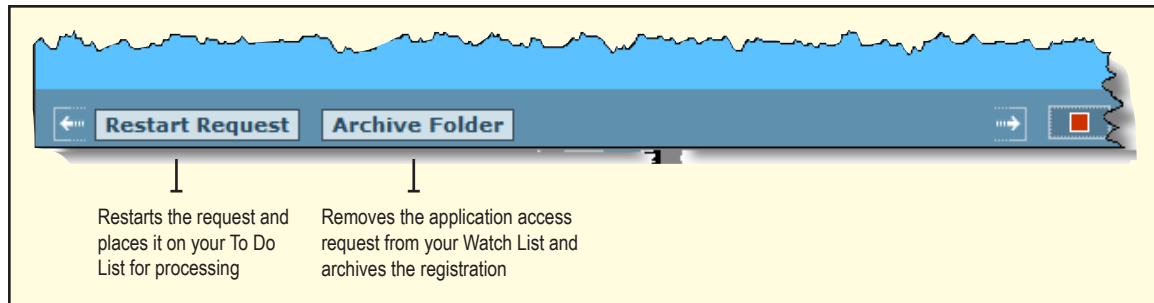 Restart Request Archive Folder
Restarts the request and
places it on your To Do
List for processing
Removes the application access
request from your Watch List and
archives the registration